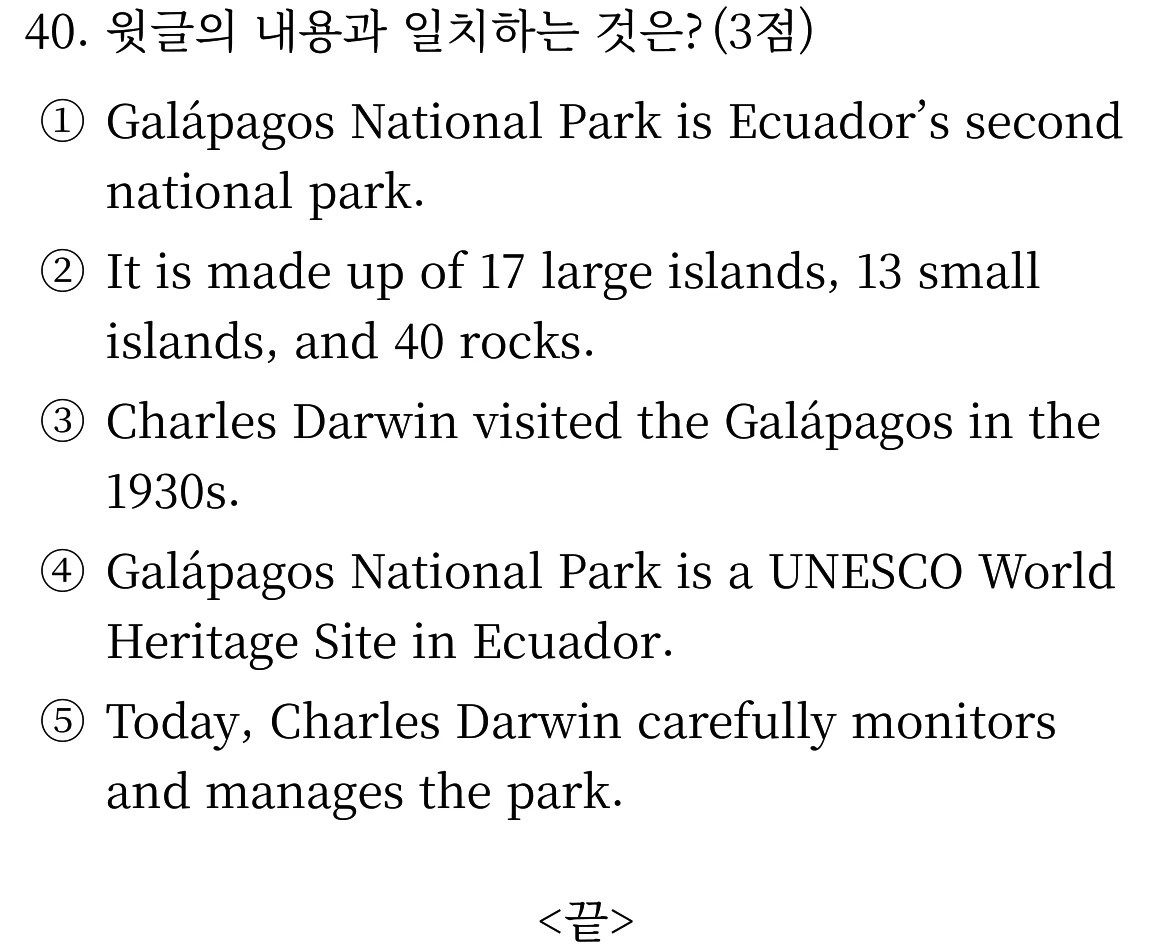 40. 윗글의 내용과 일치하는 것은? (3점)
① Galápagos National Park is Ecuador’s second
national park.
② It is made up of 17 large islands, 13 small
islands, and 40 rocks.
③ Charles Darwin visited the Galápagos in the
1930s.
④ Galápagos National Park is a UNESCO World
Heritage Site in Ecuador.
⑤ Today, Charles Darwin carefully monitors
and manages the park.
<끝>